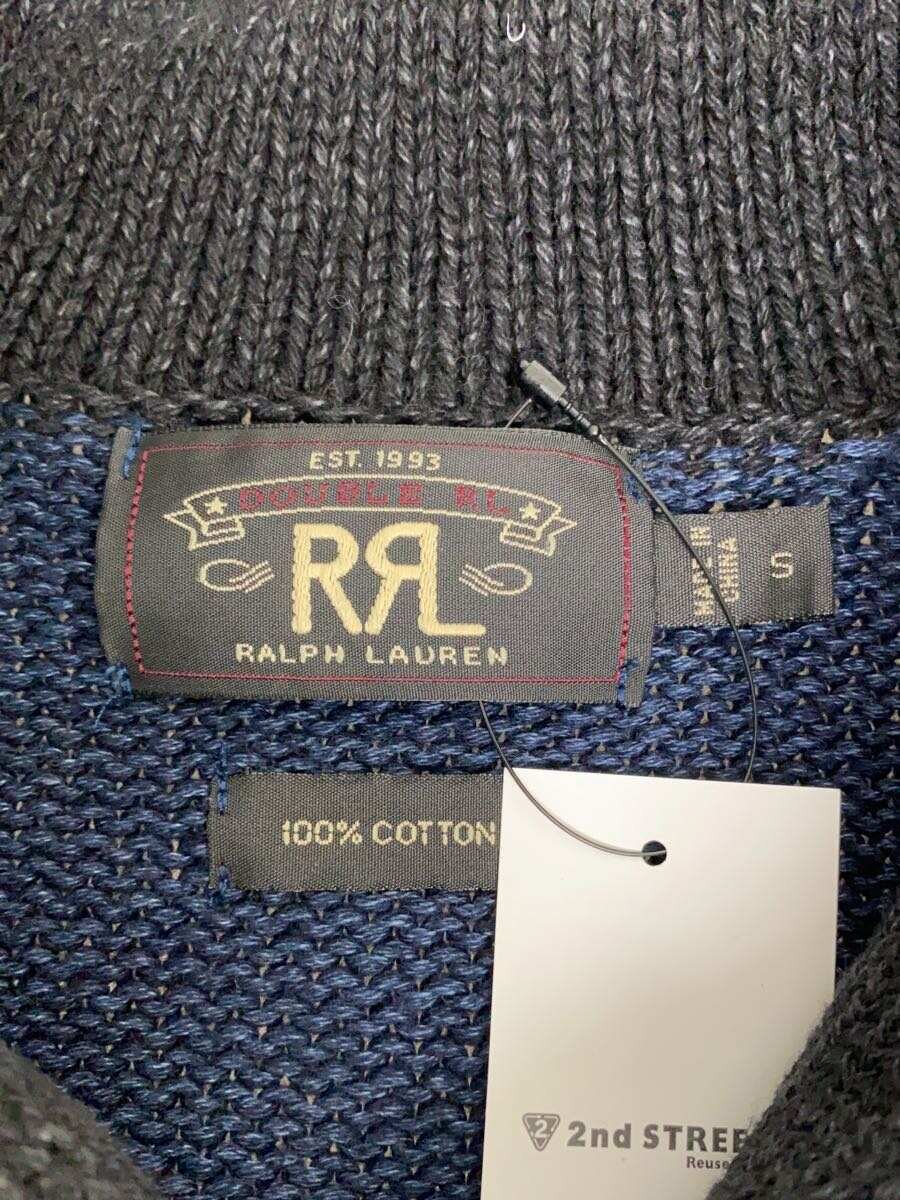 EST. 1993
DOUBLE RL
RRL
RALPH LAUREN
MADE IN
CHINA
S
100% COTTON
2nd STREE
Reuse